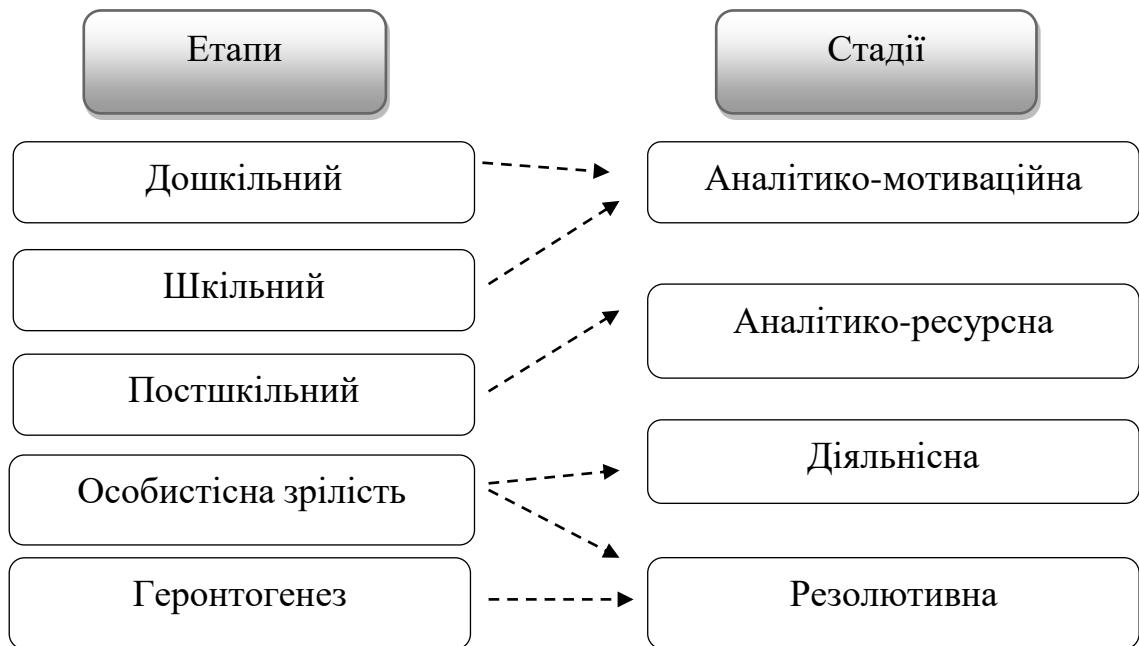 Етапи
Стадії
Дошкільний
Аналітико-мотиваційна
Шкільний
Аналітико-ресурсна
Постшкільний
Діяльнісна
Особистісна зрілість
Геронтогенез
Резолютивна